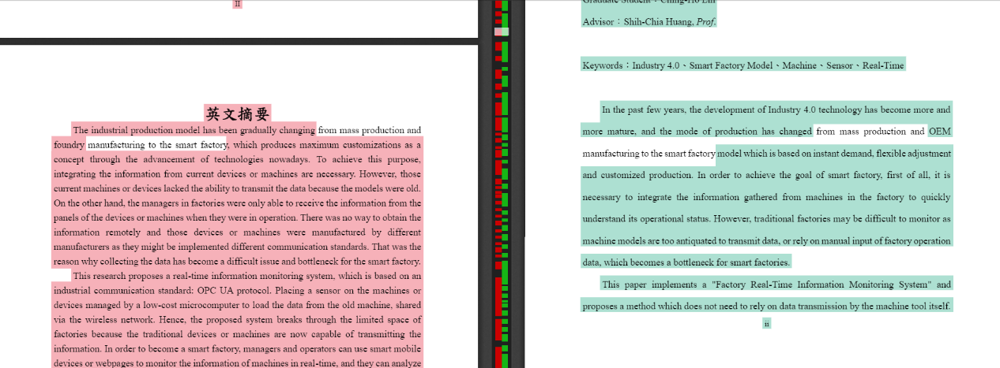 II
英文摘要
The industrial production model has been gradually changing from mass production and
foundry manufacturing to the smart factory, which produces maximum customizations as a
concept through the advancement of technologies nowadays. To achieve this purpose,
integrating the information from current devices or machines are necessary. However, those
current machines or devices lacked the ability to transmit the data because the models were old.
On the other hand, the managers in factories were only able to receive the information from the
panels of the devices or machines when they were in operation. There was no way to obtain the
information remotely and those devices or machines were manufactured by different
manufacturers as they might be implemented different communication standards. That was the
reason why collecting the data has become a difficult issue and bottleneck for the smart factory.
This research proposes a real-time information monitoring system, which is based on an
industrial communication standard: OPC UA protocol. Placing a sensor on the machines or
devices managed by a low-cost microcomputer to load the data from the old machine, shared
via the wireless network. Hence, the proposed system breaks through the limited space of
factories because the traditional devices or machines are now capable of transmitting the
information. In order to become a smart factory, managers and operators can use smart mobile
devices or webpages to monitor the information of machines in real-time, and they can analyze
Graduate Student：Ching-Ho Lin
Advisor：Shih-Chia Huang, Prof.
Keywords：Industry 4.0、Smart Factory Model、Machine、Sensor、Real-Time
In the past few years, the development of Industry 4.0 technology has become more and
more mature, and the mode of production has changed from mass production and OEM
manufacturing to the smart factory model which is based on instant demand, flexible adjustment
and customized production. In order to achieve the goal of smart factory, first of all, it is
necessary to integrate the information gathered from machines in the factory to quickly
understand its operational status. However, traditional factories may be difficult to monitor as
machine models are too antiquated to transmit data, or rely on manual input of factory operation
data, which becomes a bottleneck for smart factories.
This paper implements a "Factory Real-Time Information Monitoring System" and
proposes a method which does not need to rely on data transmission by the machine tool itself.
ii